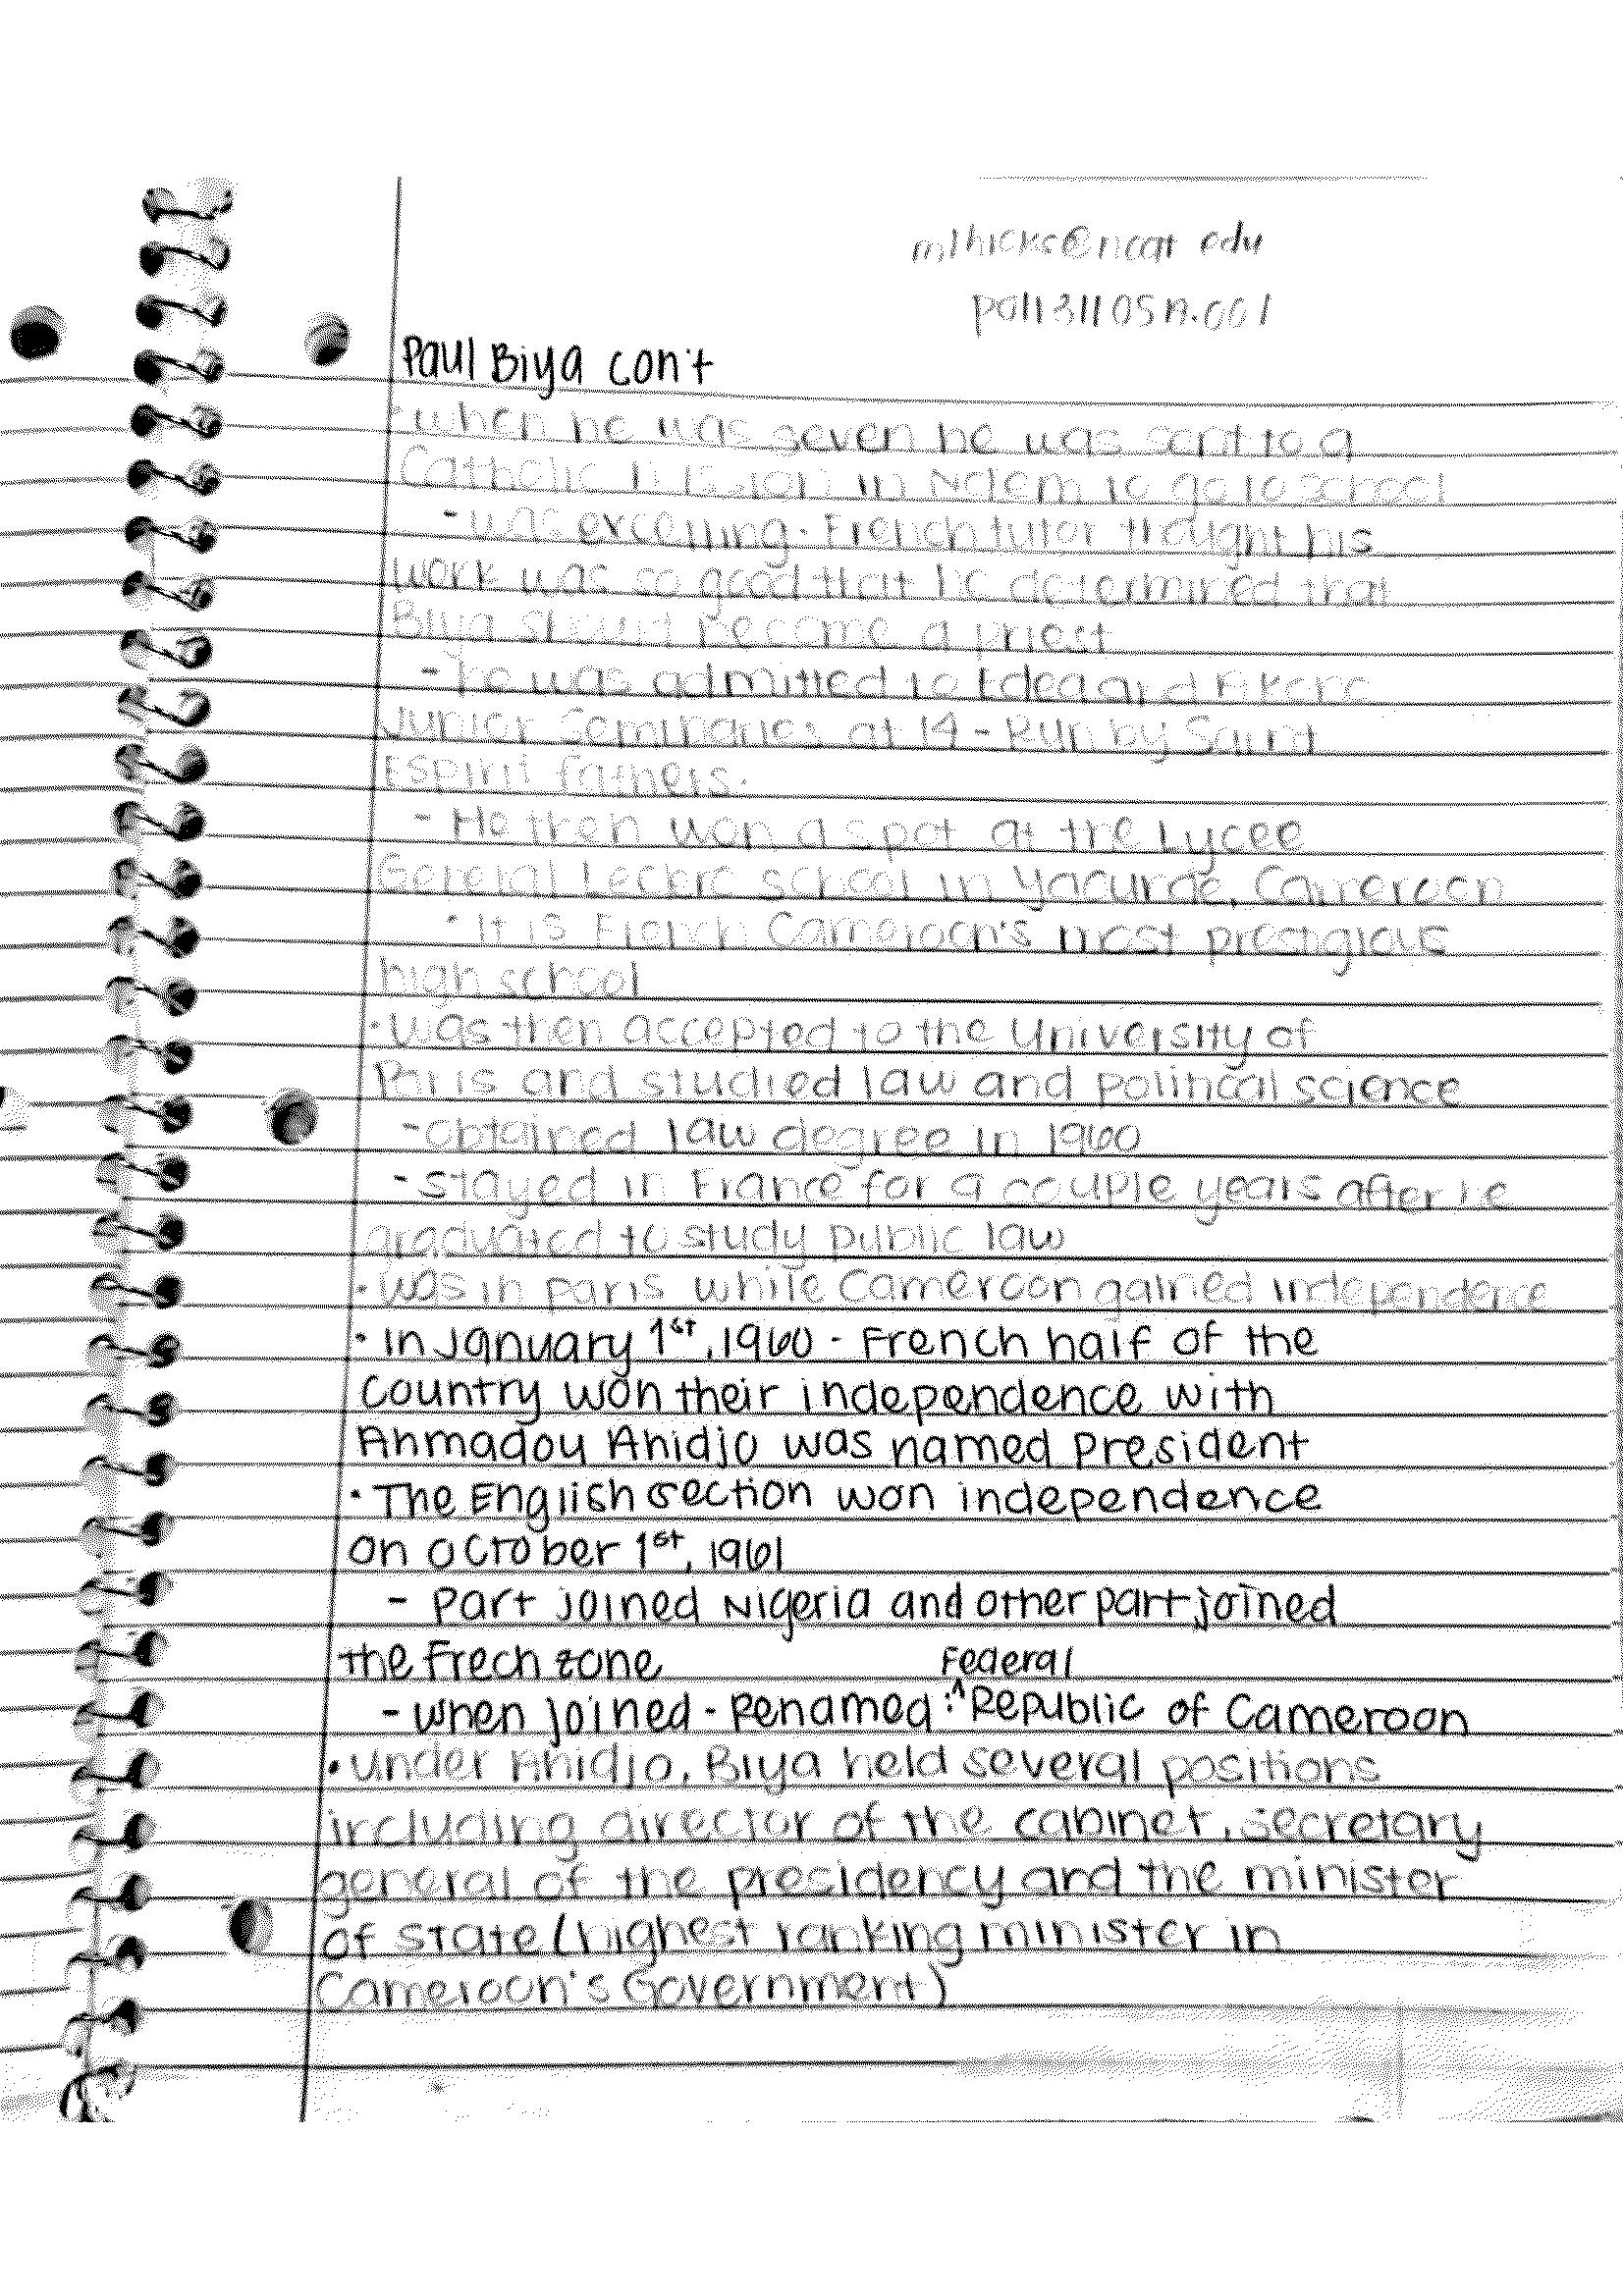 mlhicks@ncat.edu
Paul Biya con't
· when he was seven he was sent to a
Catholic mission in Ndem to go to school
- was excelling · French tutor thought his
work was so good that he determined that
Biya should become a priest
- he was admitted to Edea and Akono
Junior Seminaries at 14 - Run by Saint
Espirit fathers.
- He then won a spot at the Lycee
General Leclerc school in Yaounde, Cameroon
· It is French Cameroon's most prestigious
high school
· was then accepted to the University of
Paris and studied law and political science
- obtained law degree in 1960
- stayed in France for a couple years after he
graduated to study public law
· was in paris while Cameroon gained independence
· in January 1st, 1960 - French half of the
Country won their independence with
Ahmadou Ahidjo was named President
· The English section won independence
on october 1st, 1961
- part joined Nigeria and other part joined
the Frech zone
Federal
- when joined - Renamed : ^ Republic of Cameroon
· under Ahidjo, Biya held several positions
including director of the cabinet, secretary
general of the presidency and the minister
of state (highest ranking minister in
Cameroon's Government)